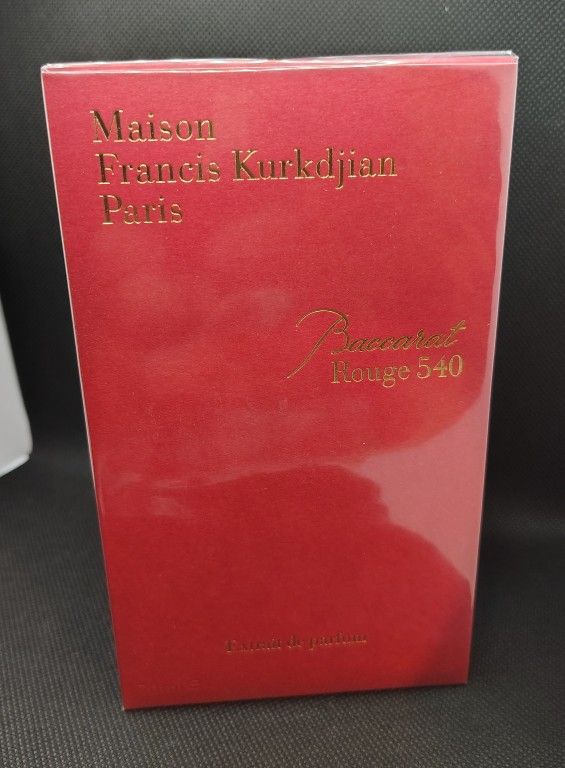 Maison
Francis Kurkdjian
Paris
Baccarat
Rouge 540
Extrait de parfum